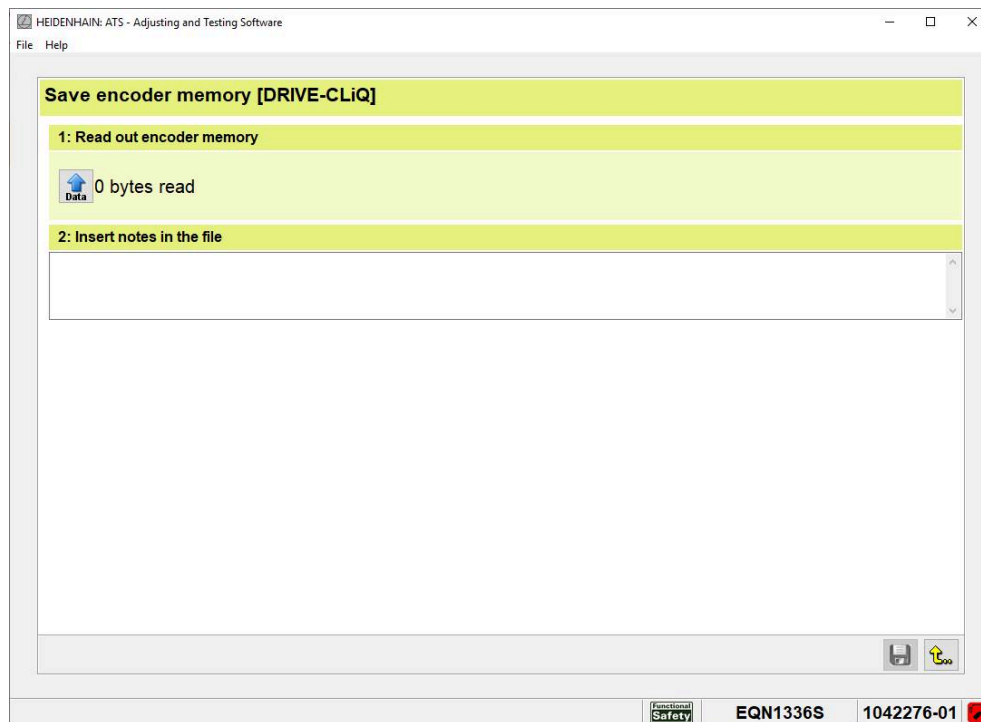 HEIDENHAIN: ATS - Adjusting and Testing Software
File Help
Save encoder memory [DRIVE-CLiQ]
1: Read out encoder memory
Data
0 bytes read
2: Insert notes in the file
Functional
Safety
EQN1336S
1042276-01